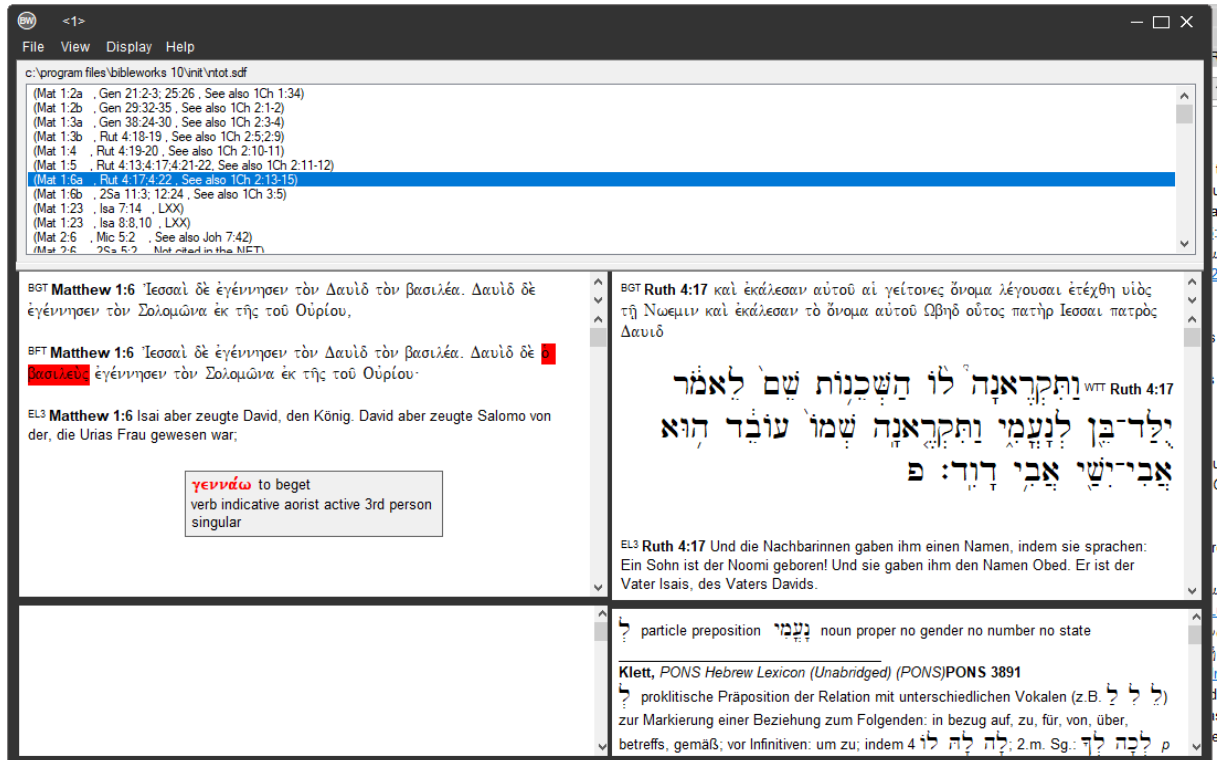 BW <1>
File View Display Help
c:\program files\bibleworks 10\init\ntot.sdf
(Mat 1:2a , Gen 21:2-3; 25:26 , See also 1Ch 1:34)
(Mat 1:2b , Gen 29:32-35 , See also 1Ch 2:1-2)
(Mat 1:3a , Gen 38:24-30 , See also 1Ch 2:3-4)
(Mat 1:3b , Rut 4:18-19 , See also 1Ch 2:5;2:9)
(Mat 1:4 , Rut 4:19-20 , See also 1Ch 2:10-11)
(Mat 1:5 , Rut 4:13;4:17;4:21-22, See also 1Ch 2:11-12)
(Mat 1:6a , Rut 4:17;4:22 , See also 1Ch 2:13-15)
(Mat 1:6b , 2Sa 11:3; 12:24 , See also 1Ch 3:5)
(Mat 1:23 , Isa 7:14 , LXX)
(Mat 1:23 , Isa 8:8,10 , LXX)
(Mat 2:6 , Mic 5:2 , See also Joh 7:42)
(Mat 2:6 , 2Sa 5:2 , Not cited in the NET)
BGT Matthew 1:6 Ἰεσσαὶ δὲ ἐγέννησεν τὸν Δαυὶδ τὸν βασιλέα. Δαυὶδ δὲ
ἐγέννησεν τὸν Σολομῶνα ἐκ τῆς τοῦ Οὐρίου,
BFT Matthew 1:6 Ἰεσσαὶ δὲ ἐγέννησεν τὸν Δαυὶδ τὸν βασιλέα. Δαυὶδ δὲ ὁ
βασιλεὺς ἐγέννησεν τὸν Σολομῶνα ἐκ τῆς τοῦ Οὐρίου·
EL3 Matthew 1:6 Isai aber zeugte David, den König. David aber zeugte Salomo von
der, die Urias Frau gewesen war;
γεννάω to beget
verb indicative aorist active 3rd person
singular
BGT Ruth 4:17 καὶ ἐκάλεσαν αὐτοῦ αἱ γείτονες ὄνομα λέγουσαι ἐτέχθη υἱὸς
τῇ Νωεμιν καὶ ἐκάλεσαν τὸ ὄνομα αὐτοῦ Ωβηδ οὗτος πατὴρ Ιεσσαι πατρὸς
Δαυιδ
WTT Ruth 4:17 וַתִּקְרֶאנָה֩ ל֨וֹ הַשְּׁכֵנ֥וֹת שֵׁם֙ לֵאמֹ֔ר
יֻלַּד־בֵּ֖ן לְנָעֳמִ֑י וַתִּקְרֶ֤אנָֽה שְׁמוֹ֙ עוֹבֵ֔ד ה֥וּא
אֲבִי־יִשַׁ֖י אֲבִ֥י דָוִֽד׃ פ
EL3 Ruth 4:17 Und die Nachbarinnen gaben ihm einen Namen, indem sie sprachen:
Ein Sohn ist der Noomi geboren! Und sie gaben ihm den Namen Obed. Er ist der
Vater Isais, des Vaters Davids.
לְ particle preposition נָעֳמִי noun proper no gender no number no state
Klett, PONS Hebrew Lexicon (Unabridged) (PONS)PONS 3891
לְ proklitische Präposition der Relation mit unterschiedlichen Vokalen (z.B. לַ לִ לֵ)
zur Markierung einer Beziehung zum Folgenden: in bezug auf, zu, für, von, über,
betreffs, gemäß; vor Infinitiven: um zu; indem 4 לָה לָהּ לוֹ; 2.m. Sg.: לְכָה לְךָ p